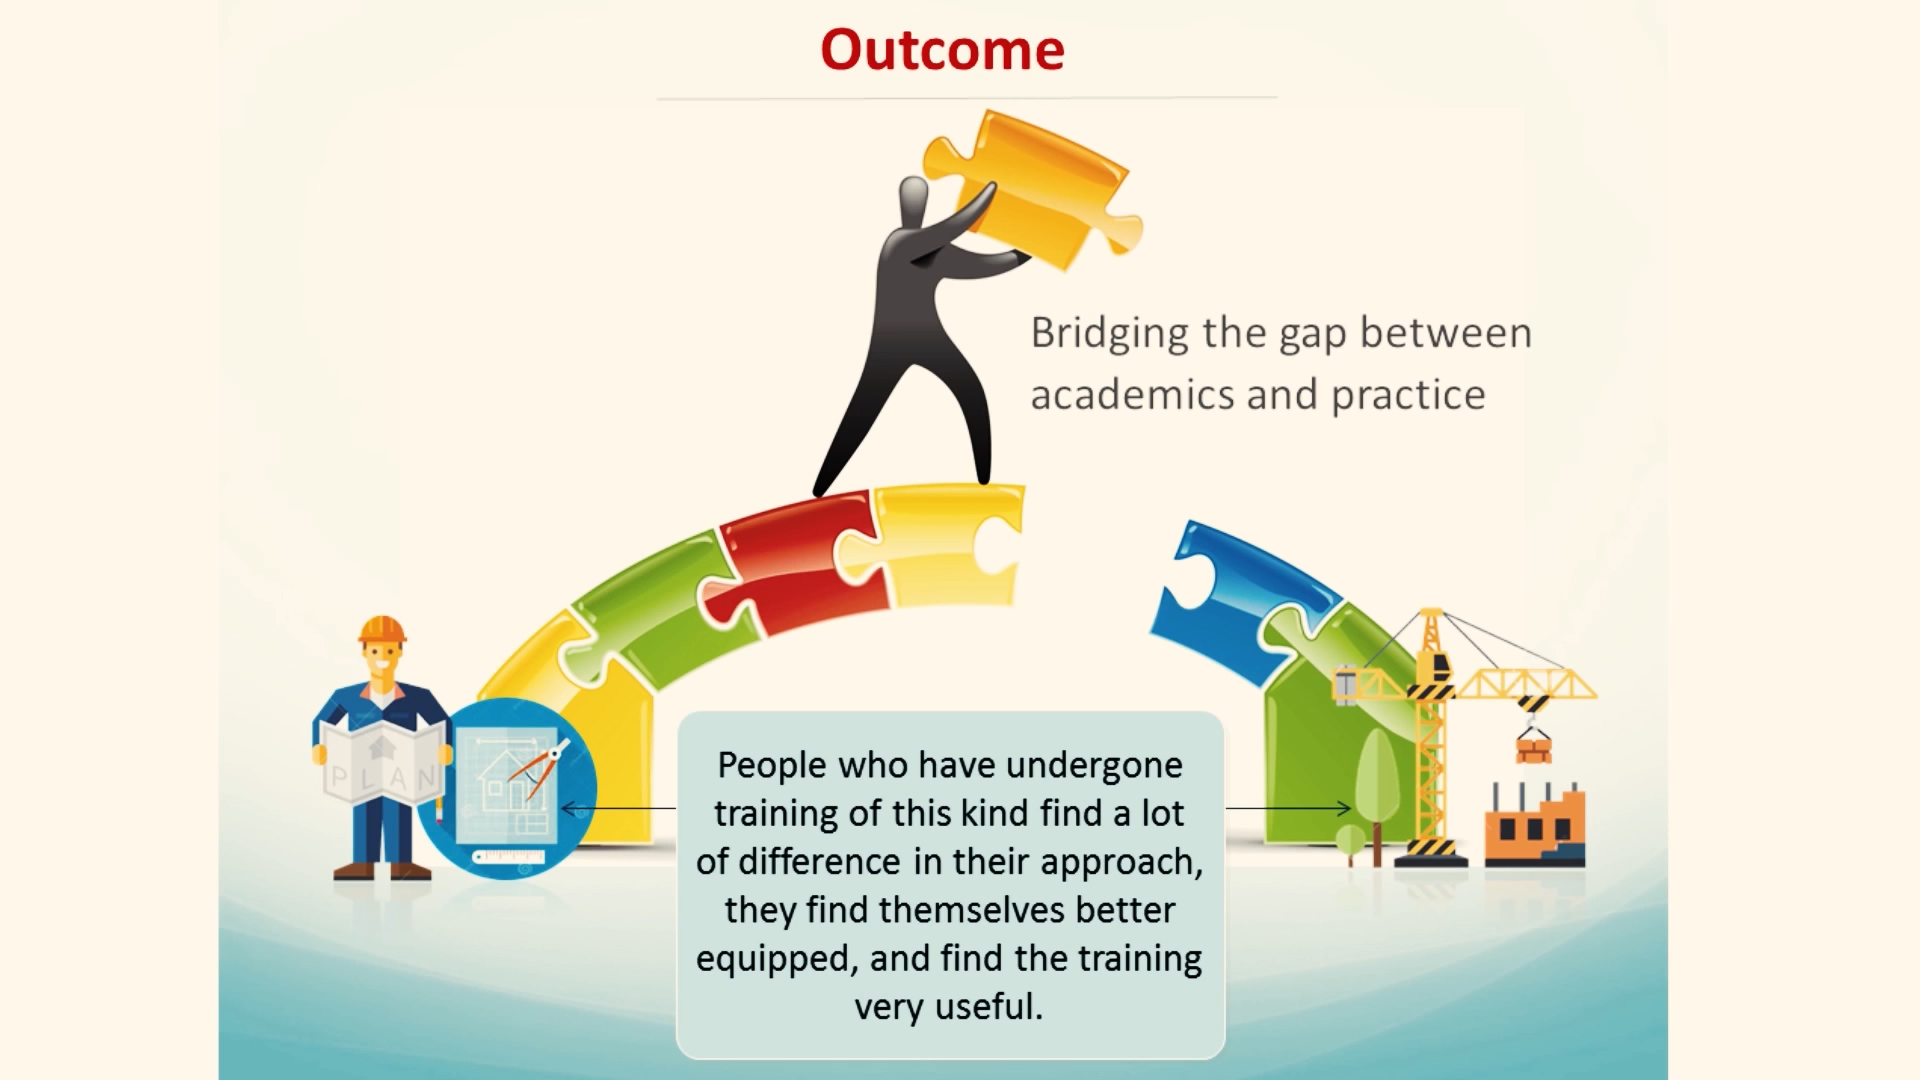 Outcome
Bridging the gap between
academics and practice
PLAN
People who have undergone
training of this kind find a lot
of difference in their approach,
they find themselves better
equipped, and find the training
very useful.